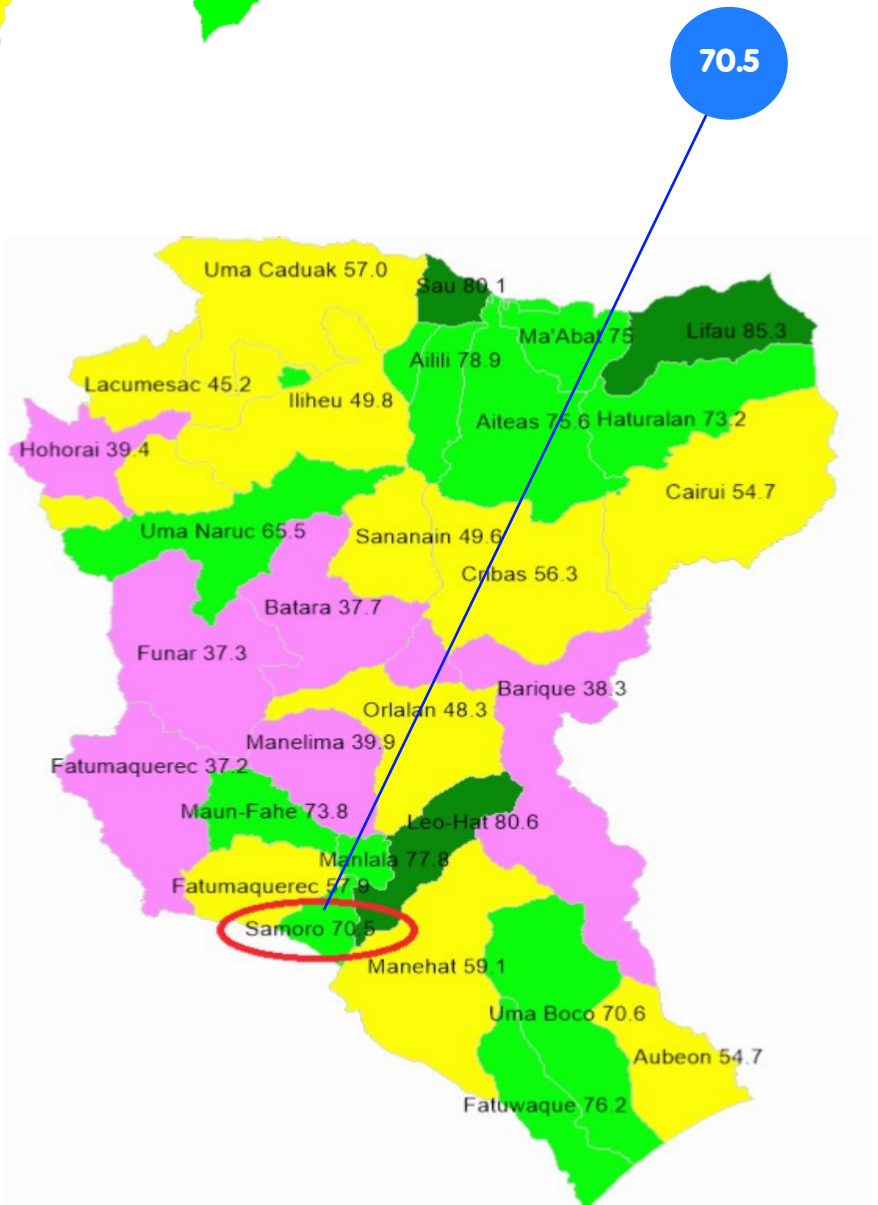 70.5
Uma Caduak 57.0
Sau 80.1
Ma'Abat 75
Lifau 85.3
Ailili 78.9
Lacumesac 45.2
Iliheu 49.8
Aiteas 75.6
Haturalan 73.2
Hohorai 39.4
Cairui 54.7
Uma Naruc 65.5
Sananain 49.6
Cribas 56.3
Batara 37.7
Funar 37.3
Barique 38.3
Orlalan 48.3
Manelima 39.9
Fatumaquerec 37.2
Maun-Fahe 73.8
Leo-Hat 80.6
Manlala 77.8
Fatumaquerec 57.9
Samoro 70.5
Manehat 59.1
Uma Boco 70.6
Aubeon 54.7
Fatuwaque 76.2